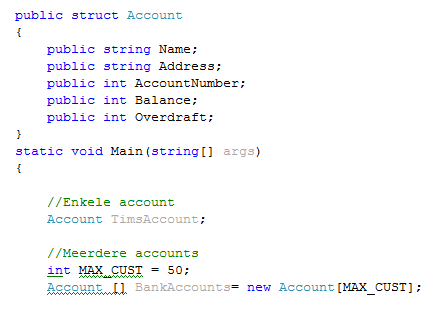 public struct Account
{
    public string Name;
    public string Address;
    public int AccountNumber;
    public int Balance;
    public int Overdraft;
}
static void Main(string[] args)
{
    //Enkele account
    Account TimsAccount;
    //Meerdere accounts
    int MAX_CUST = 50;
    Account [] BankAccounts= new Account[MAX_CUST];